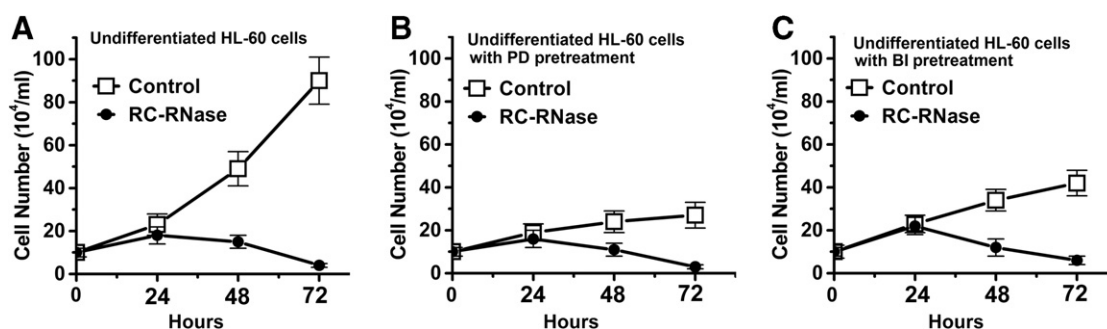 A
Undifferentiated HL-60 cells
Control
RC-RNase
Cell Number (10⁴/ml)
100
80
60
40
20
0
0 24 48 72
Hours
B
Undifferentiated HL-60 cells
with PD pretreatment
Control
RC-RNase
Cell Number (10⁴/ml)
100
80
60
40
20
0
0 24 48 72
Hours
C
Undifferentiated HL-60 cells
with BI pretreatment
Control
RC-RNase
Cell Number (10⁴/ml)
100
80
60
40
20
0
0 24 48 72
Hours